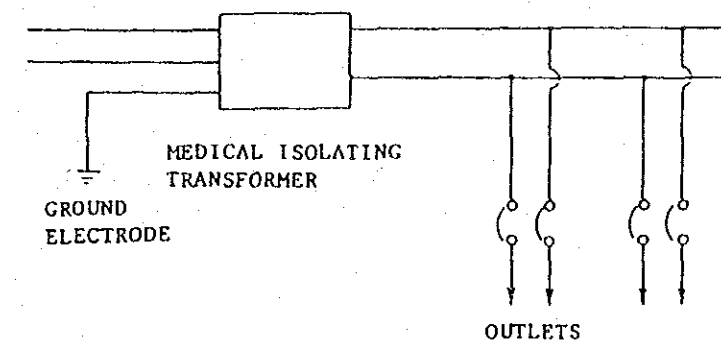 MEDICAL ISOLATING
TRANSFORMER
GROUND
ELECTRODE
OUTLETS